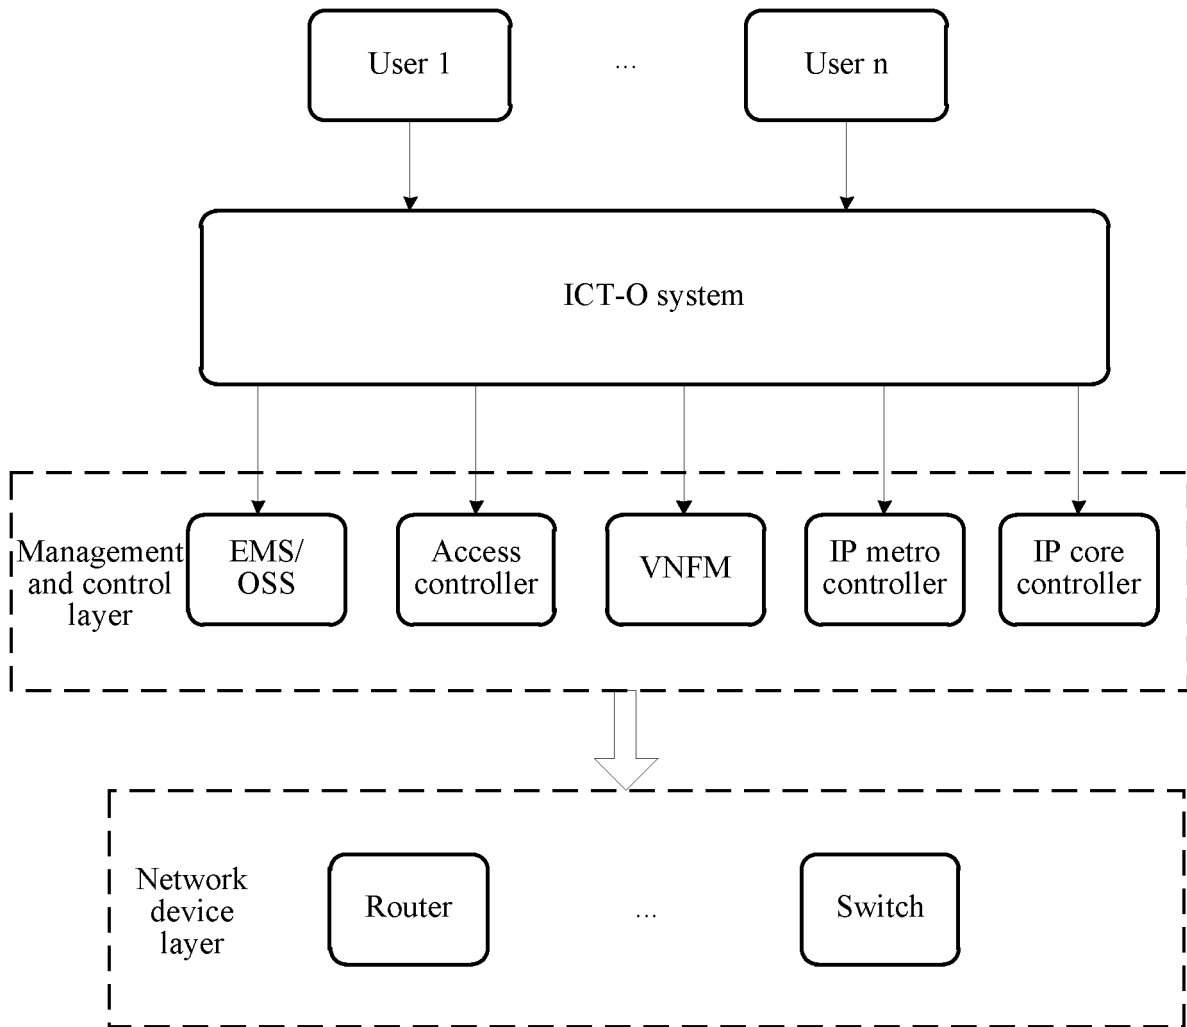 User 1
...
User n
ICT-O system
Management
and control
layer
EMS/
OSS
Access
controller
VNFM
IP metro
controller
IP core
controller
Network
device
layer
Router
...
Switch